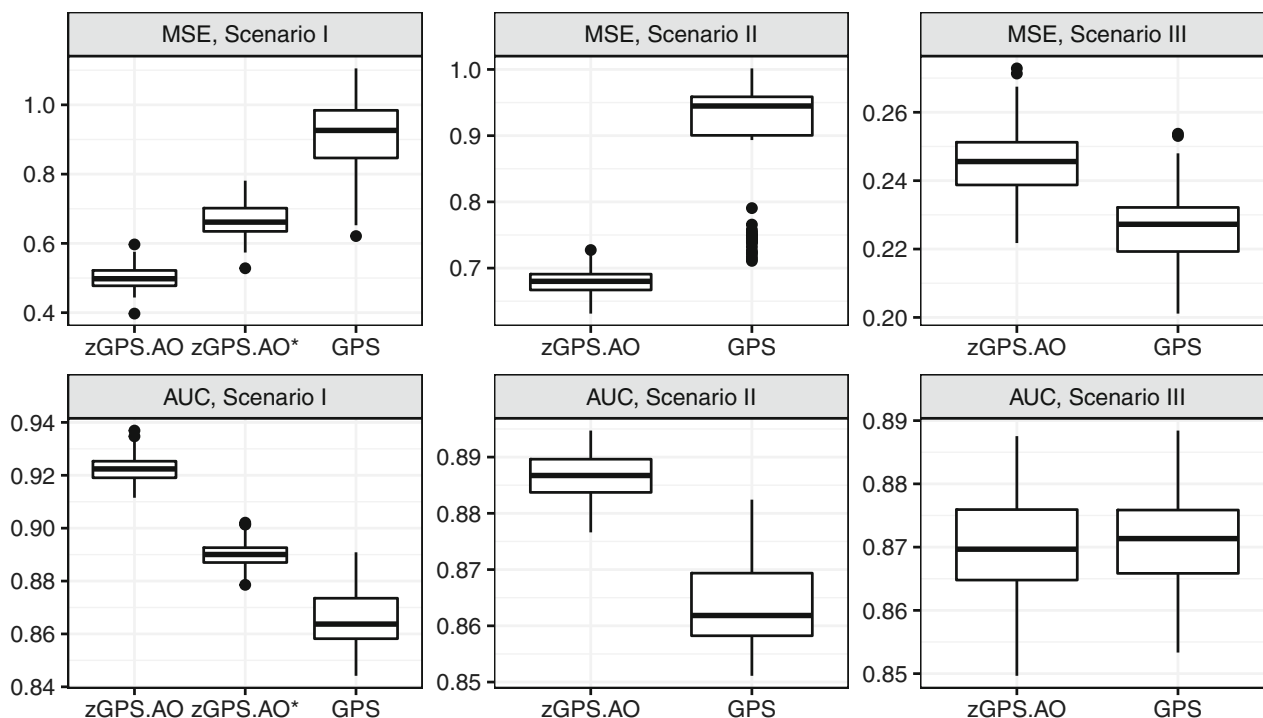 MSE, Scenario I
1.0
0.8
0.6
0.4
zGPS.AO zGPS.AO* GPS
MSE, Scenario II
1.0
0.9
0.8
0.7
zGPS.AO GPS
MSE, Scenario III
0.26
0.24
0.22
0.20
zGPS.AO GPS
AUC, Scenario I
0.94
0.92
0.90
0.88
0.86
0.84
zGPS.AO zGPS.AO* GPS
AUC, Scenario II
0.89
0.88
0.87
0.86
0.85
zGPS.AO GPS
AUC, Scenario III
0.89
0.88
0.87
0.86
0.85
zGPS.AO GPS